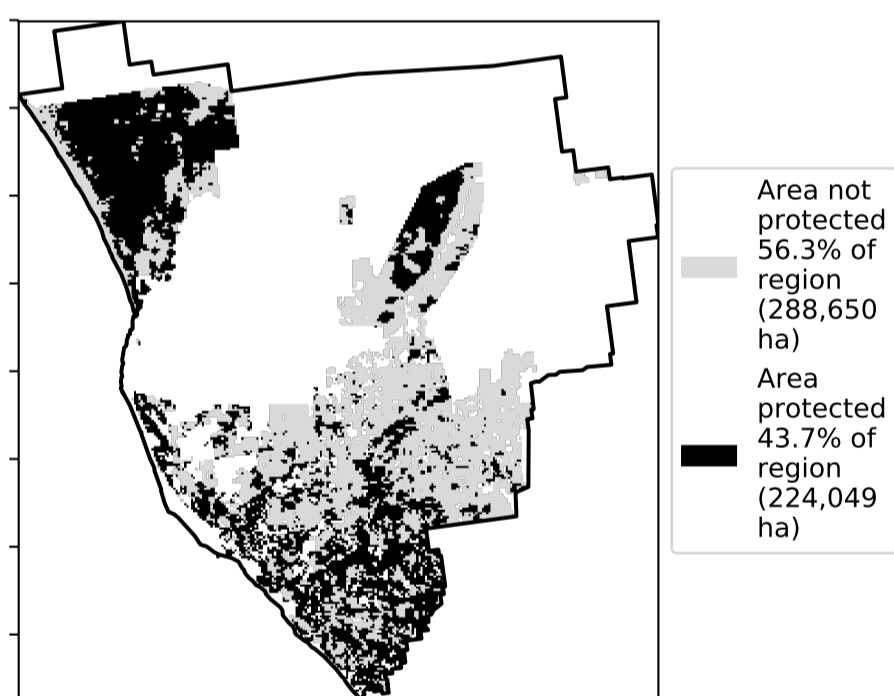 Area not
protected
56.3% of
region
(288,650
ha)
Area
protected
43.7% of
region
(224,049
ha)